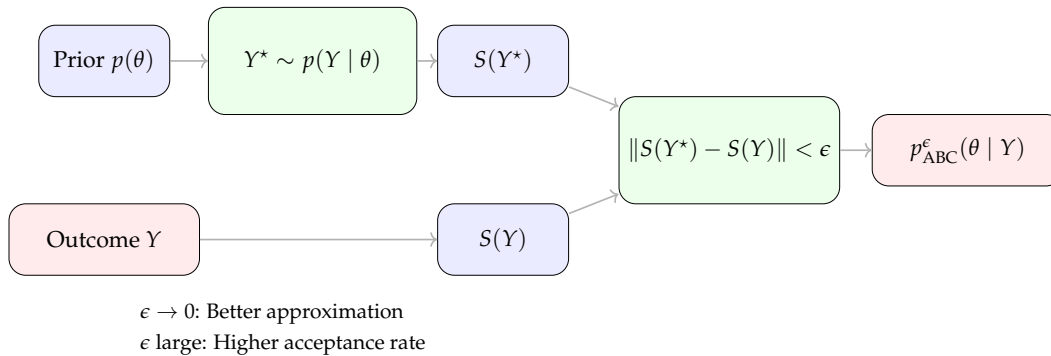 Prior p(θ)
Y⋆ ∼ p(Y | θ)
S(Y⋆)
‖S(Y⋆) − S(Y)‖ < ϵ
p^ϵ_ABC(θ | Y)
Outcome Y
S(Y)
ϵ → 0: Better approximation
ϵ large: Higher acceptance rate